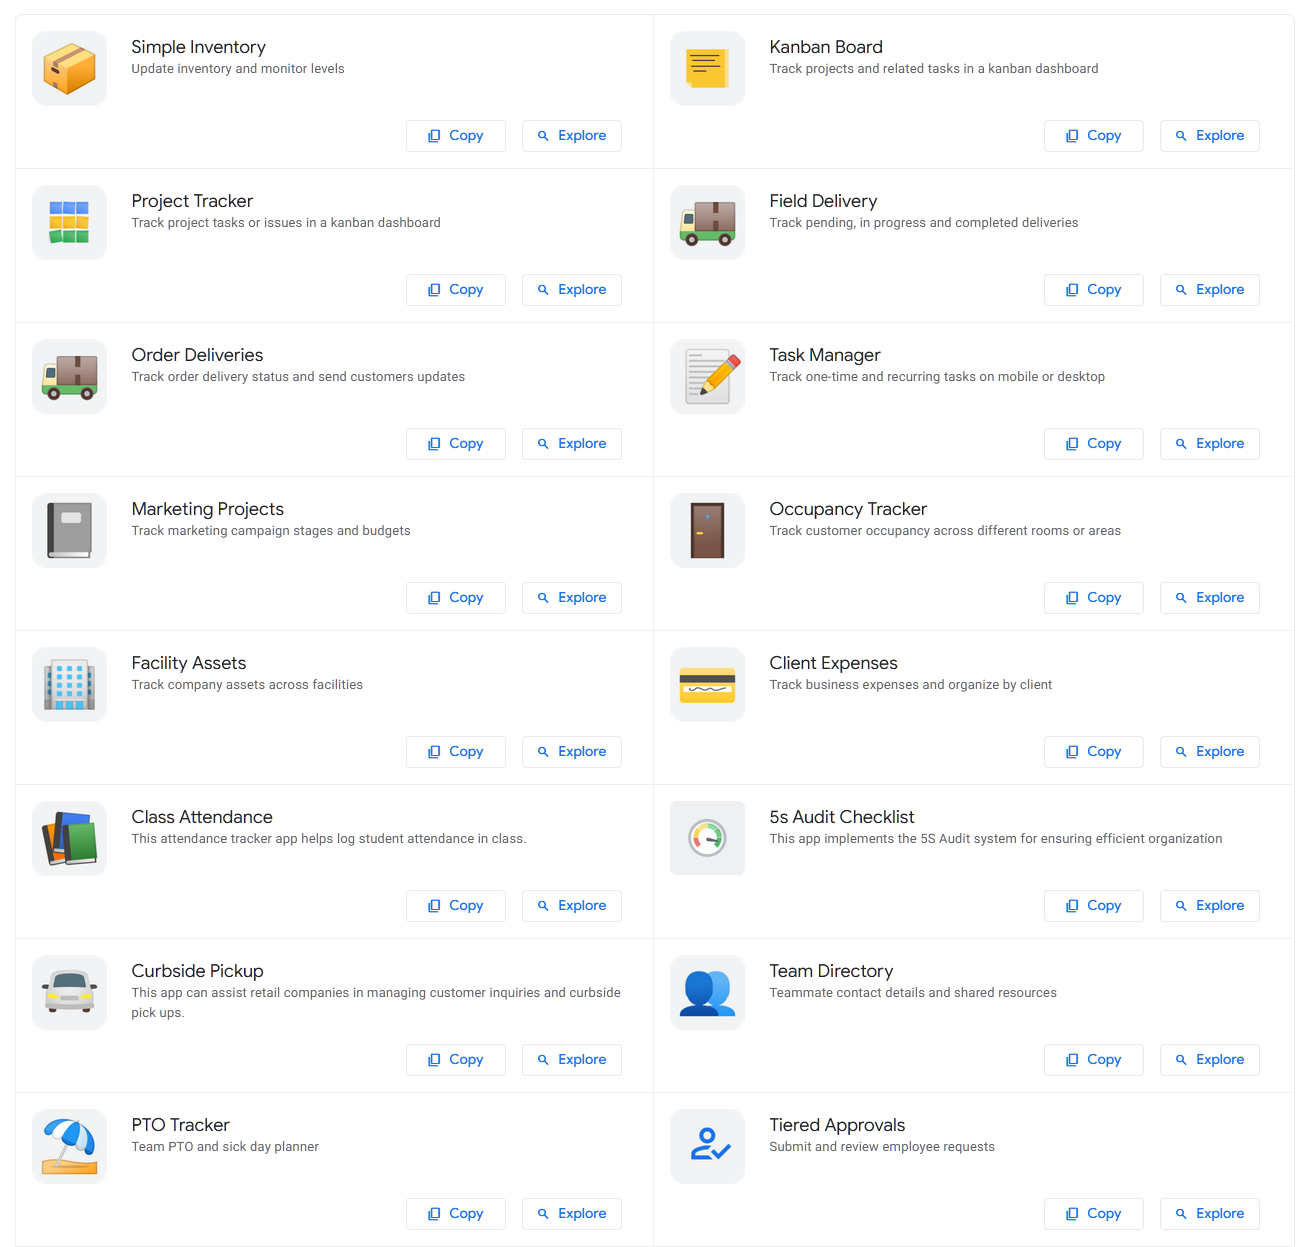 Simple Inventory
Update inventory and monitor levels
Copy
Explore
Kanban Board
Track projects and related tasks in a kanban dashboard
Copy
Explore
Project Tracker
Track project tasks or issues in a kanban dashboard
Copy
Explore
Field Delivery
Track pending, in progress and completed deliveries
Copy
Explore
Order Deliveries
Track order delivery status and send customers updates
Copy
Explore
Task Manager
Track one-time and recurring tasks on mobile or desktop
Copy
Explore
Marketing Projects
Track marketing campaign stages and budgets
Copy
Explore
Occupancy Tracker
Track customer occupancy across different rooms or areas
Copy
Explore
Facility Assets
Track company assets across facilities
Copy
Explore
Client Expenses
Track business expenses and organize by client
Copy
Explore
Class Attendance
This attendance tracker app helps log student attendance in class.
Copy
Explore
5s Audit Checklist
This app implements the 5S Audit system for ensuring efficient organization
Copy
Explore
Curbside Pickup
This app can assist retail companies in managing customer inquiries and curbside
pick ups.
Copy
Explore
Team Directory
Teammate contact details and shared resources
Copy
Explore
PTO Tracker
Team PTO and sick day planner
Copy
Explore
Tiered Approvals
Submit and review employee requests
Copy
Explore